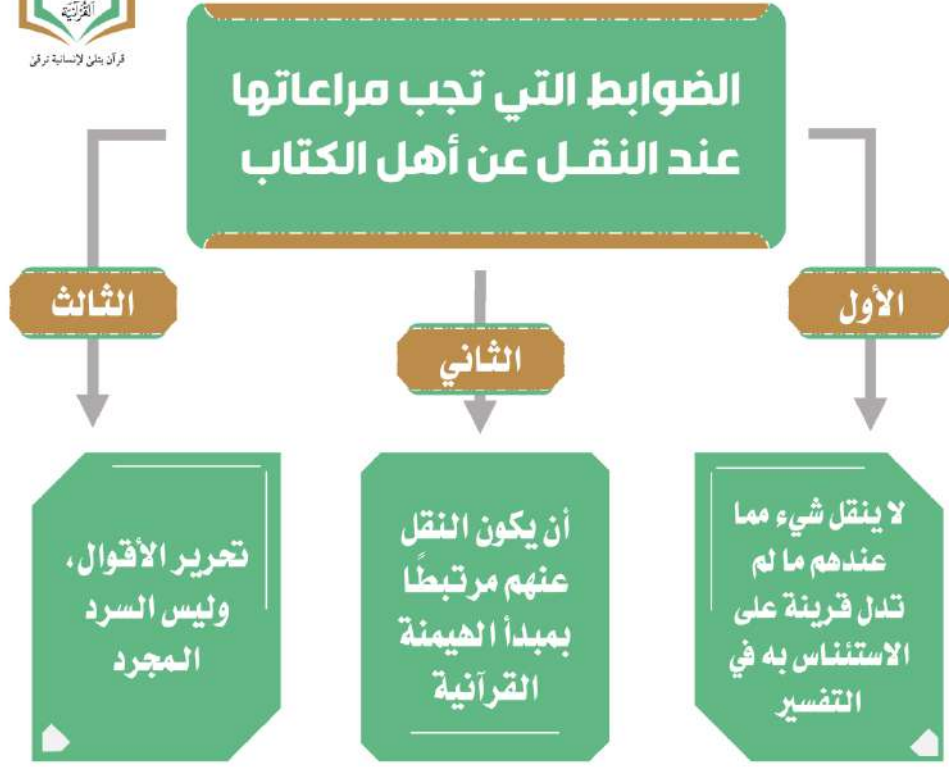 القرآنية
قرآن يتلى لإنسانية ترقى
الضوابط التي تجب مراعاتها
عند النقـل عن أهل الكتاب
الأول
لا ينقل شيء مما
عندهم ما لم
تدل قرينة على
الاستئناس به في
التفسير
الثاني
أن يكون النقل
عنهم مرتبطًا
بمبدأ الهيمنة
القرآنية
الثالث
تحرير الأقوال،
وليس السرد
المجرد